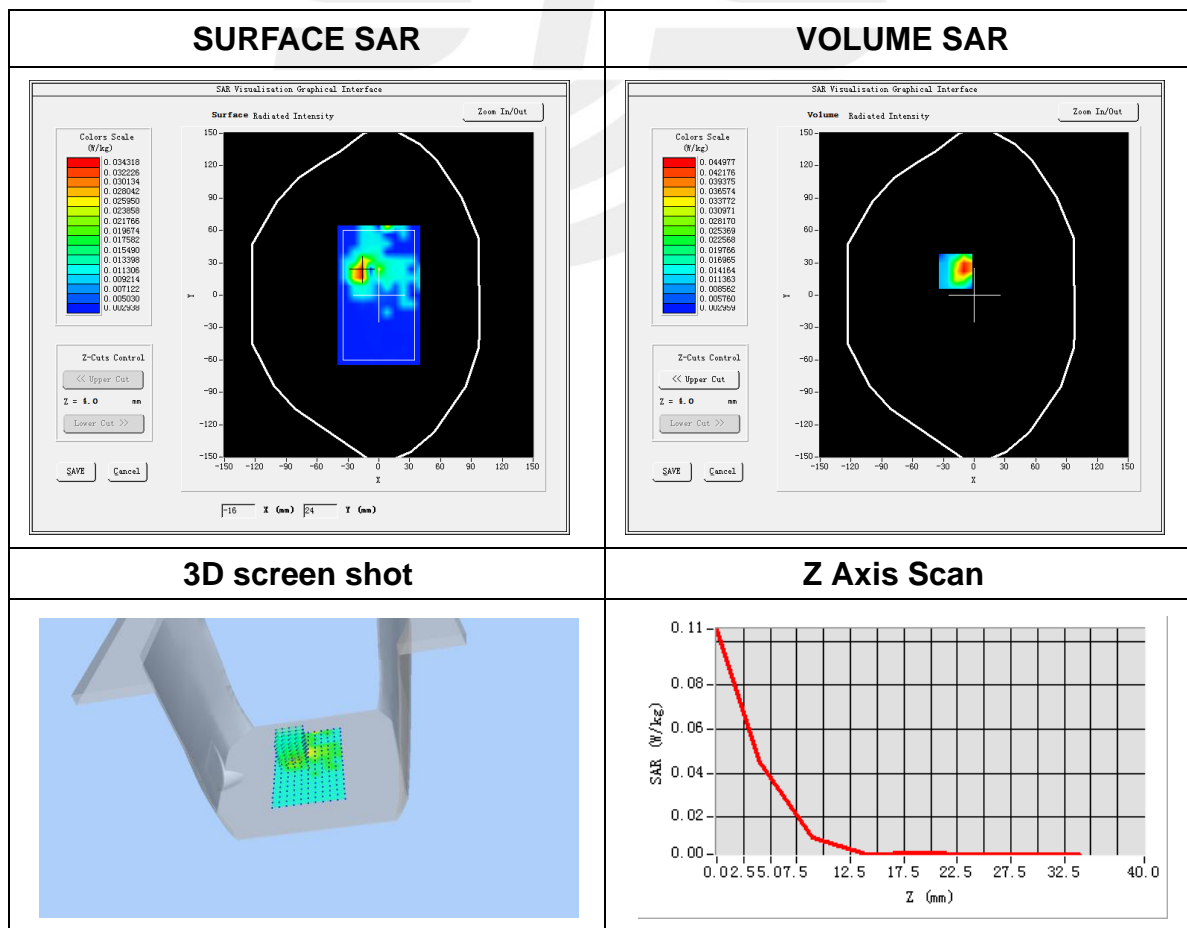 SURFACE SAR
VOLUME SAR
SAR Visualisation Graphical Interface
Surface Radiated Intensity
Zoom In/Out
Colors Scale
(W/kg)
0.034318
0.032226
0.030134
0.028042
0.025950
0.023858
0.021766
0.019674
0.017582
0.015490
0.013398
0.011306
0.009214
0.007122
0.005030
0.002938
Z-Cuts Control
<< Upper Cut
Z = 4.0 mm
Lower Cut >>
SAVE Cancel
150
120
90
60
30
0
-30
-60
-90
-120
-150
Y
-150 -120 -90 -60 -30 0 30 60 90 120 150
X
-16 X (mm) 24 Y (mm)
SAR Visualisation Graphical Interface
Volume Radiated Intensity
Zoom In/Out
Colors Scale
(W/kg)
0.044977
0.042176
0.039375
0.036574
0.033772
0.030971
0.028170
0.025369
0.022568
0.019766
0.016965
0.014164
0.011363
0.008562
0.005760
0.002959
Z-Cuts Control
<< Upper Cut
Z = 4.0 mm
Lower Cut >>
SAVE Cancel
150
120
90
60
30
0
-30
-60
-90
-120
-150
Y
-150 -120 -90 -60 -30 0 30 60 90 120 150
X
3D screen shot
Z Axis Scan
0.11
0.08
0.06
0.04
0.02
0.00
SAR (W/kg)
0.0 2.5 5.0 7.5 12.5 17.5 22.5 27.5 32.5 40.0
Z (mm)